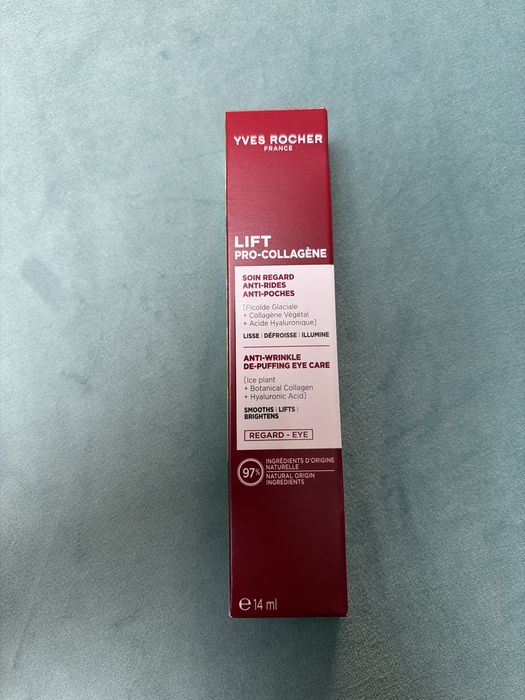 YVES ROCHER
FRANCE
LIFT
PRO-COLLAGÈNE
SOIN REGARD
ANTI-RIDES
ANTI-POCHES
[Ficoïde Glaciale
+ Collagène Végétal
+ Acide Hyaluronique]
LISSE | DÉFROISSE | ILLUMINE
ANTI-WRINKLE
DE-PUFFING EYE CARE
[Ice plant
+ Botanical Collagen
+ Hyaluronic Acid]
SMOOTHS | LIFTS |
BRIGHTENS
REGARD - EYE
97%
INGRÉDIENTS D'ORIGINE
NATURELLE
NATURAL ORIGIN
INGREDIENTS
℮ 14 ml